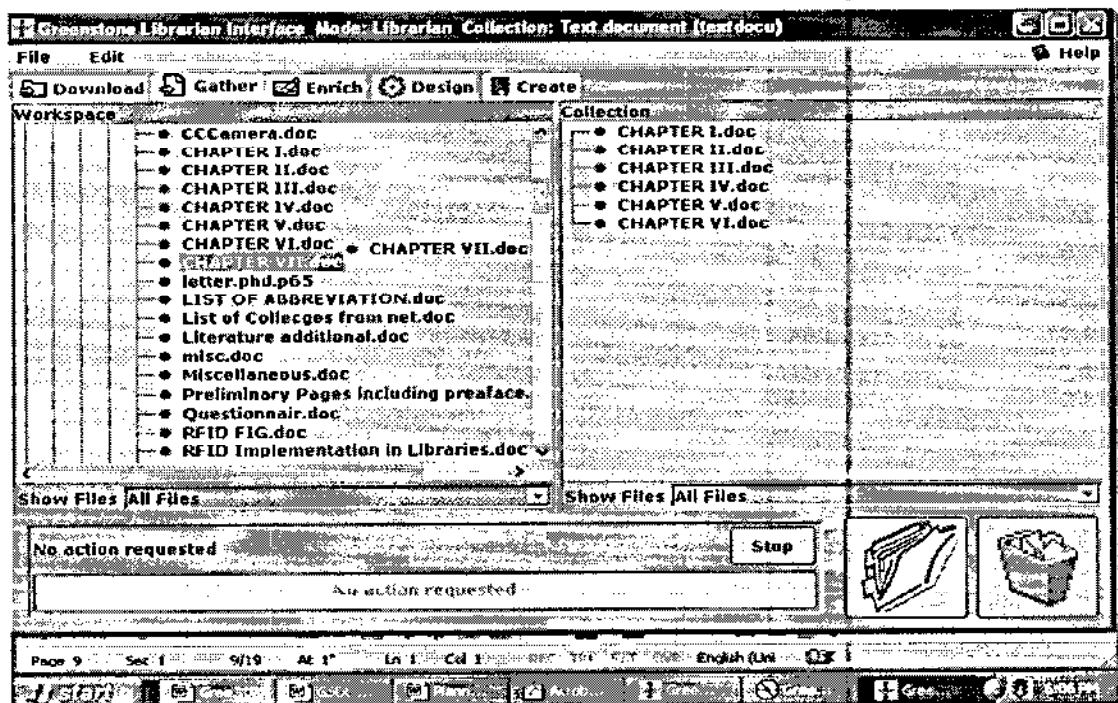 Greenstone Librarian Interface Mode: Librarian Collection: Text document (textdocu)
File Edit Help
Download Gather Enrich Design Create
Workspace
CCCamera.doc
CHAPTER I.doc
CHAPTER II.doc
CHAPTER III.doc
CHAPTER IV.doc
CHAPTER V.doc
CHAPTER VI.doc
CHAPTER VII.doc
CHAPTER VII.doc
letter.phd.p65
LIST OF ABBREVIATION.doc
List of Collecges from net.doc
Literature additional.doc
misc.doc
Miscellaneous.doc
Preliminary Pages including preaface.
Questionnair.doc
RFID FIG.doc
RFID Implementation in Libraries.doc
Show Files All Files
Collection
CHAPTER I.doc
CHAPTER II.doc
CHAPTER III.doc
CHAPTER IV.doc
CHAPTER V.doc
CHAPTER VI.doc
Show Files All Files
No action requested Stop
No action requested
Page 9 Sec 1 9/19 At 1" Ln 1 Col 1 English (Uni
start Gree...